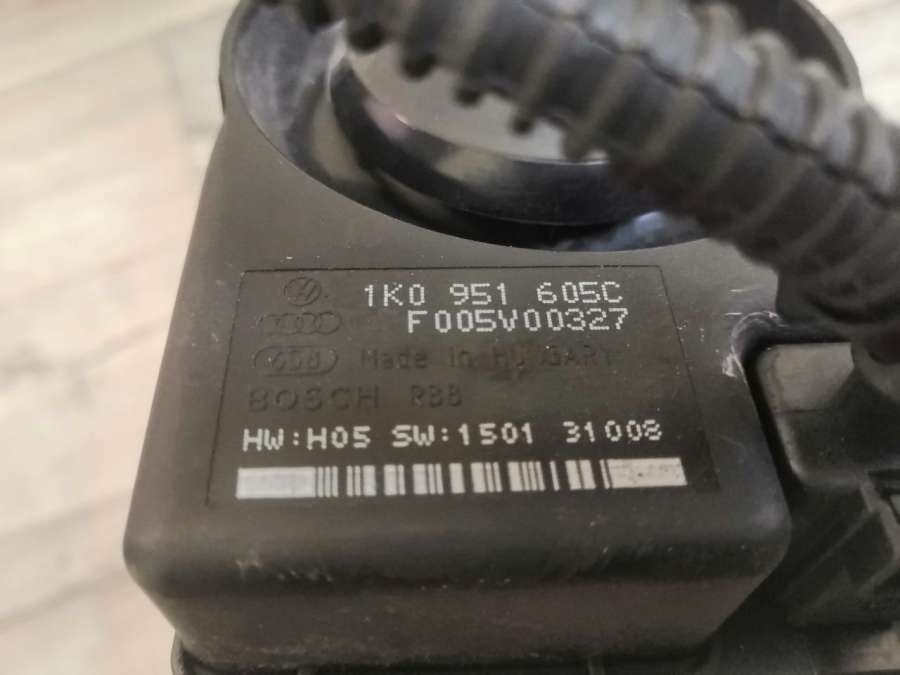 1K0 951 605C
F005V00327
Made in HUNGARY
BOSCH RBB
HW:H05 SW:1501 31008